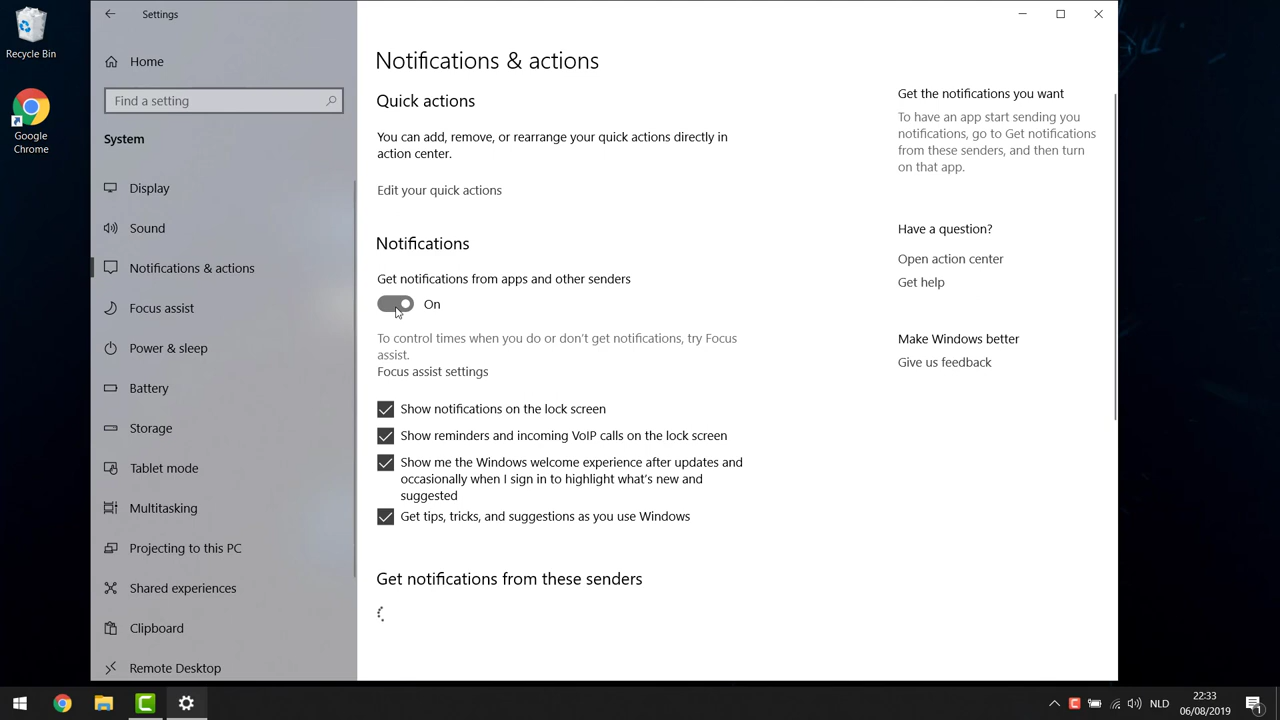 Recycle Bin
Google
Chrome
Settings
Home
Find a setting
System
Display
Sound
Notifications & actions
Focus assist
Power & sleep
Battery
Storage
Tablet mode
Multitasking
Projecting to this PC
Shared experiences
Clipboard
Remote Desktop
Notifications & actions
Quick actions
You can add, remove, or rearrange your quick actions directly in
action center.
Edit your quick actions
Notifications
Get notifications from apps and other senders
On
To control times when you do or don't get notifications, try Focus
assist.
Focus assist settings
Show notifications on the lock screen
Show reminders and incoming VoIP calls on the lock screen
Show me the Windows welcome experience after updates and
occasionally when I sign in to highlight what's new and
suggested
Get tips, tricks, and suggestions as you use Windows
Get notifications from these senders
Get the notifications you want
To have an app start sending you
notifications, go to Get notifications
from these senders, and then turn
on that app.
Have a question?
Open action center
Get help
Make Windows better
Give us feedback
NLD
22:33
06/08/2019
1